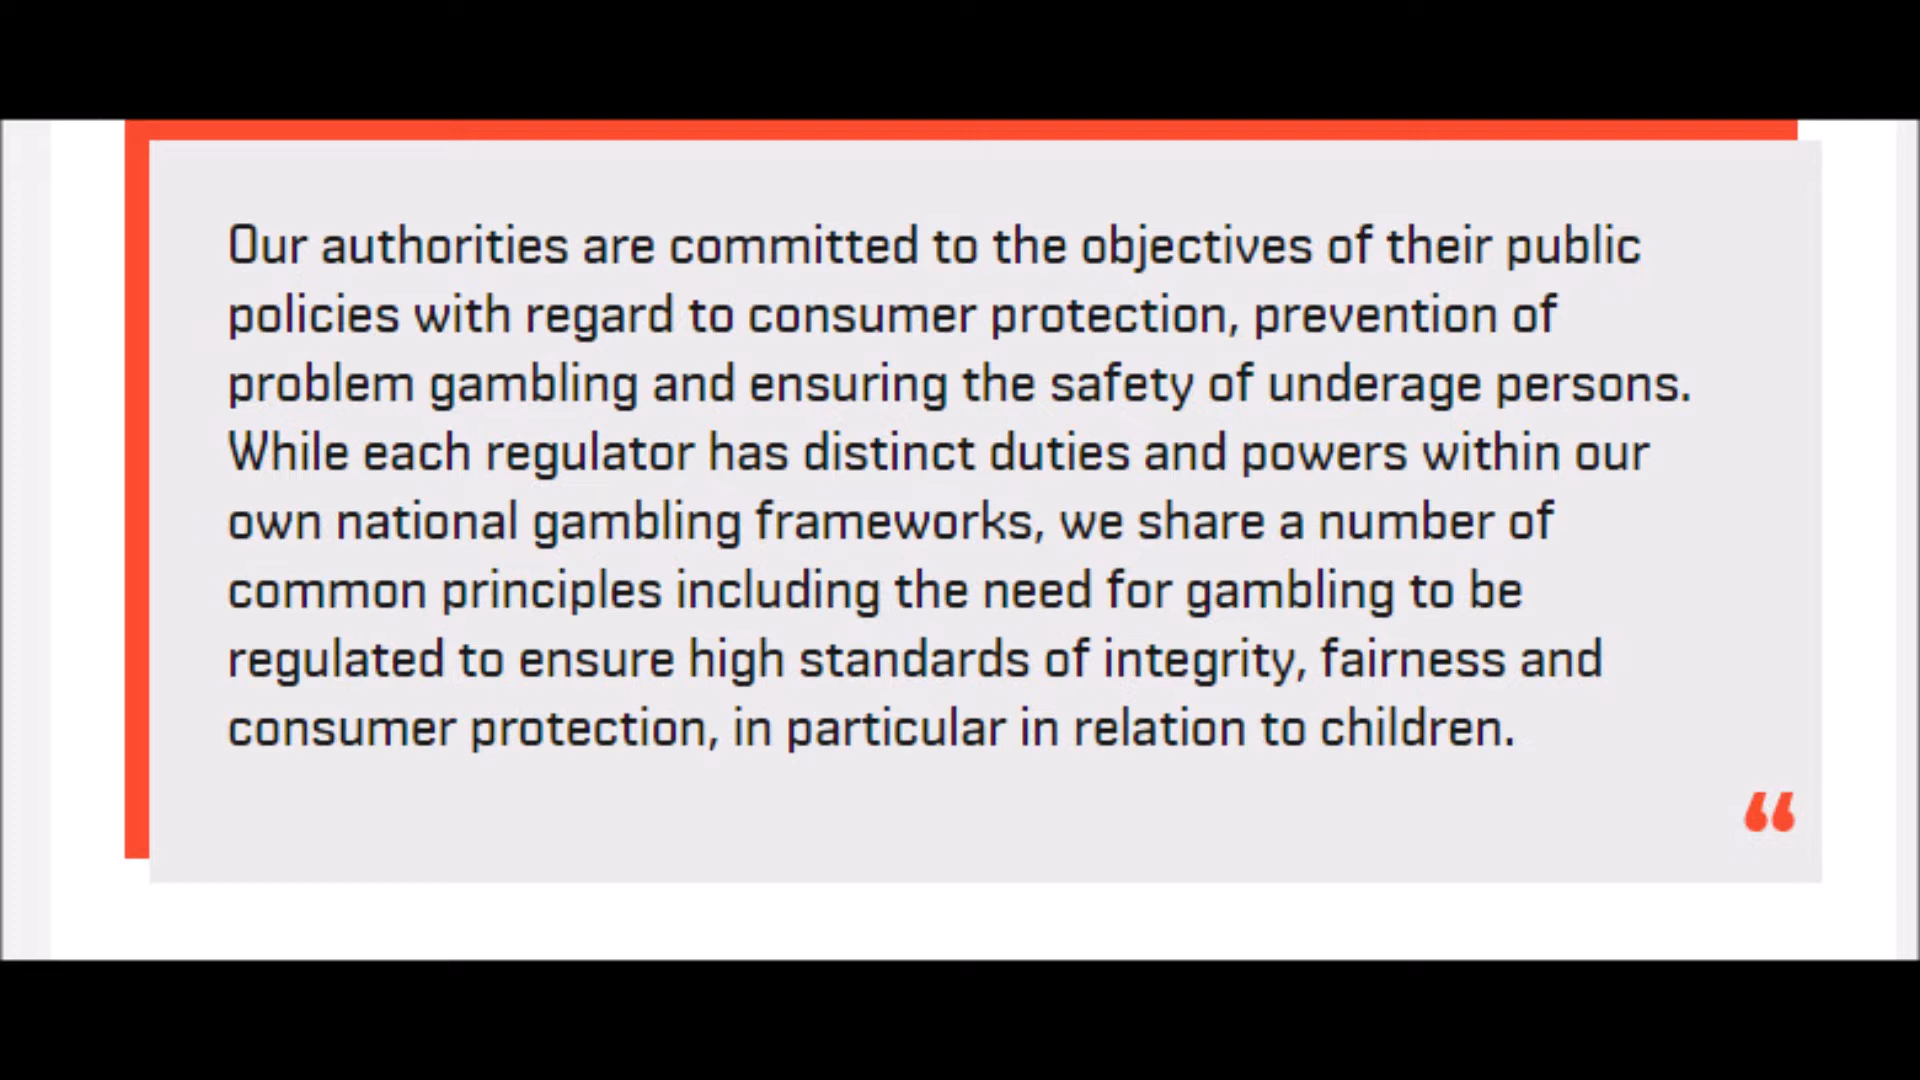 Our authorities are committed to the objectives of their public
policies with regard to consumer protection, prevention of
problem gambling and ensuring the safety of underage persons.
While each regulator has distinct duties and powers within our
own national gambling frameworks, we share a number of
common principles including the need for gambling to be
regulated to ensure high standards of integrity, fairness and
consumer protection, in particular in relation to children.
“